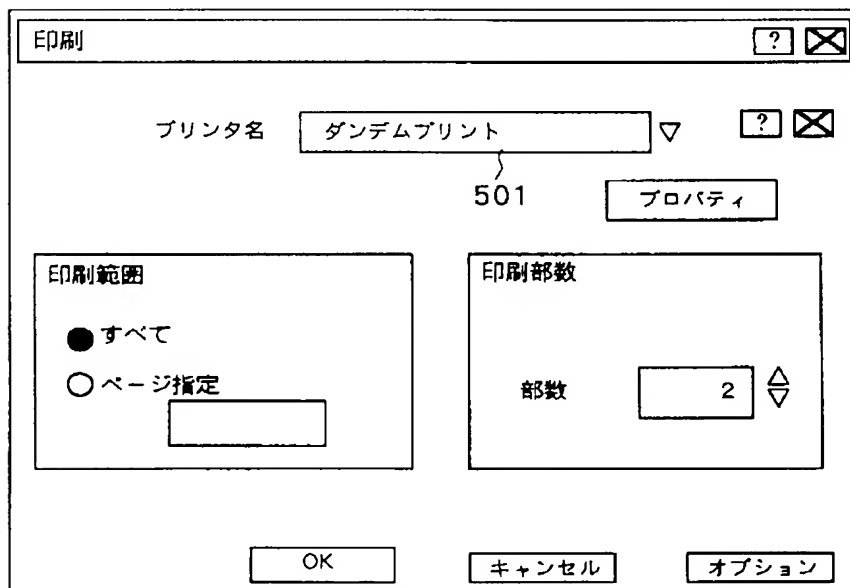 印刷 ?
プリンタ名 ダンデムプリント ?
501
プロパティ
印刷範囲
すべて
ページ指定
印刷部数
部数 2
OK キャンセル オプション